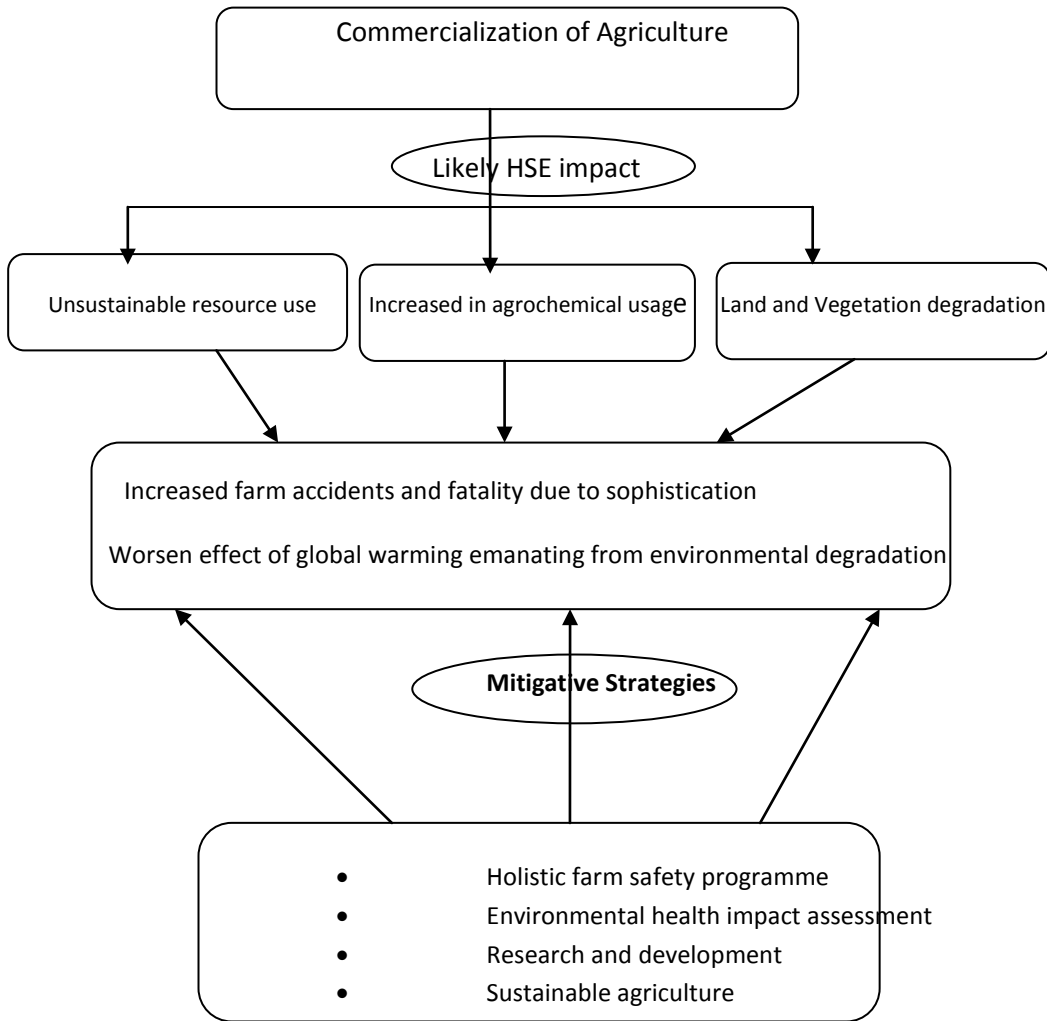 Commercialization of Agriculture
Likely HSE impact
Unsustainable resource use
Increased in agrochemical usage
Land and Vegetation degradation
Increased farm accidents and fatality due to sophistication
Worsen effect of global warming emanating from environmental degradation
Mitigative Strategies
• Holistic farm safety programme
• Environmental health impact assessment
• Research and development
• Sustainable agriculture